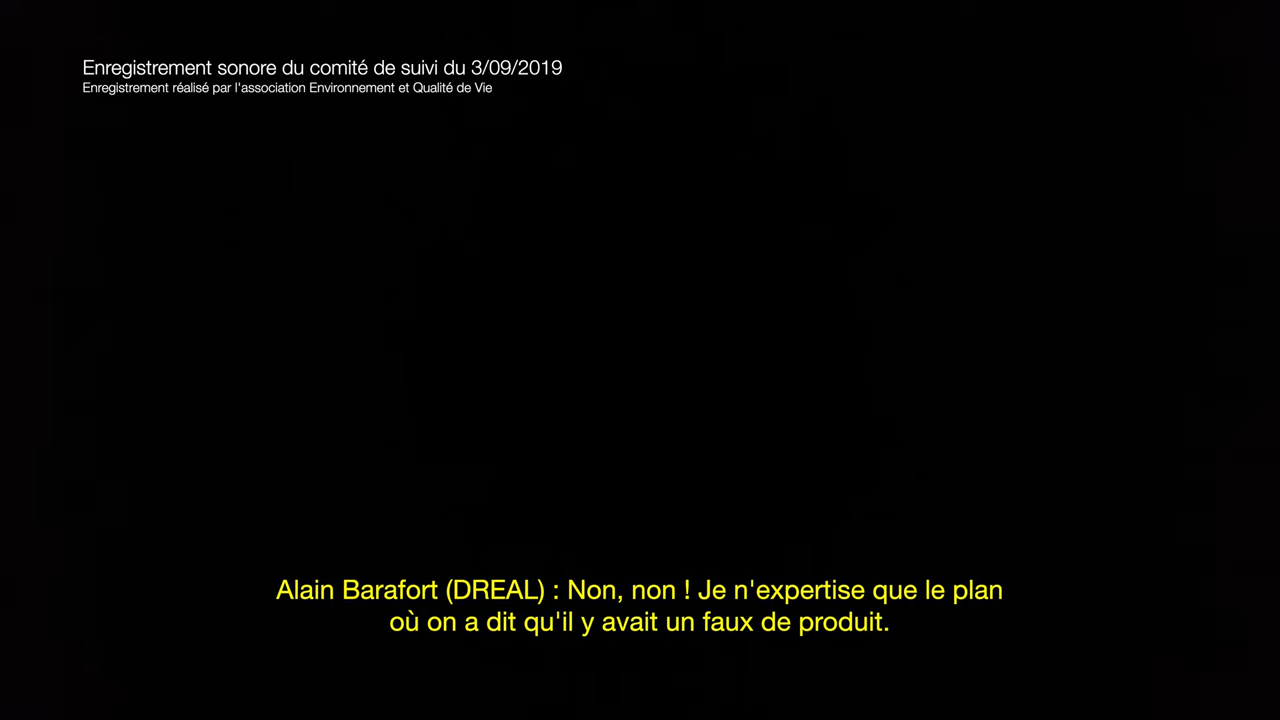 Enregistrement sonore du comité de suivi du 3/09/2019
Enregistrement réalisé par l'association Environnement et Qualité de Vie
Alain Barafort (DREAL) : Non, non ! Je n'expertise que le plan
où on a dit qu'il y avait un faux de produit.